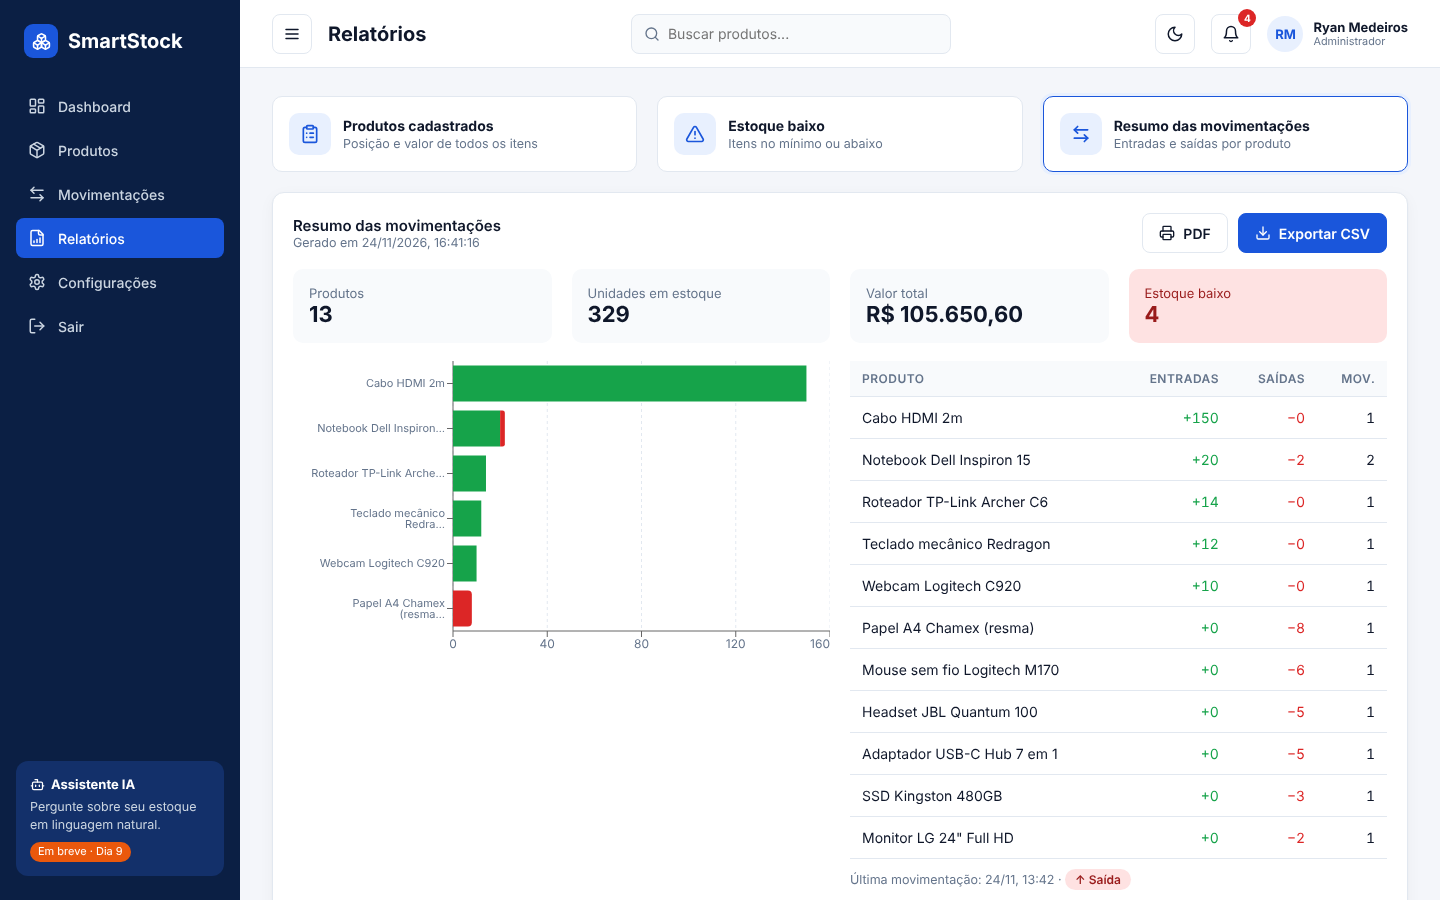 SmartStock
Dashboard
Produtos
Movimentações
Relatórios
Configurações
Sair
Assistente IA
Pergunte sobre seu estoque
em linguagem natural.
Em breve · Dia 9
Relatórios
Buscar produtos...
4
RM
Ryan Medeiros
Administrador
Produtos cadastrados
Posição e valor de todos os itens
Estoque baixo
Itens no mínimo ou abaixo
Resumo das movimentações
Entradas e saídas por produto
Resumo das movimentações
Gerado em 24/11/2026, 16:41:16
PDF
Exportar CSV
Produtos
13
Unidades em estoque
329
Valor total
R$ 105.650,60
Estoque baixo
4
Cabo HDMI 2m
Notebook Dell Inspiron...
Roteador TP-Link Arche...
Teclado mecânico
Redra...
Webcam Logitech C920
Papel A4 Chamex
(resma...
0 40 80 120 160
PRODUTO ENTRADAS SAÍDAS MOV.
Cabo HDMI 2m +150 −0 1
Notebook Dell Inspiron 15 +20 −2 2
Roteador TP-Link Archer C6 +14 −0 1
Teclado mecânico Redragon +12 −0 1
Webcam Logitech C920 +10 −0 1
Papel A4 Chamex (resma) +0 −8 1
Mouse sem fio Logitech M170 +0 −6 1
Headset JBL Quantum 100 +0 −5 1
Adaptador USB-C Hub 7 em 1 +0 −5 1
SSD Kingston 480GB +0 −3 1
Monitor LG 24" Full HD +0 −2 1
Última movimentação: 24/11, 13:42 · ↑ Saída